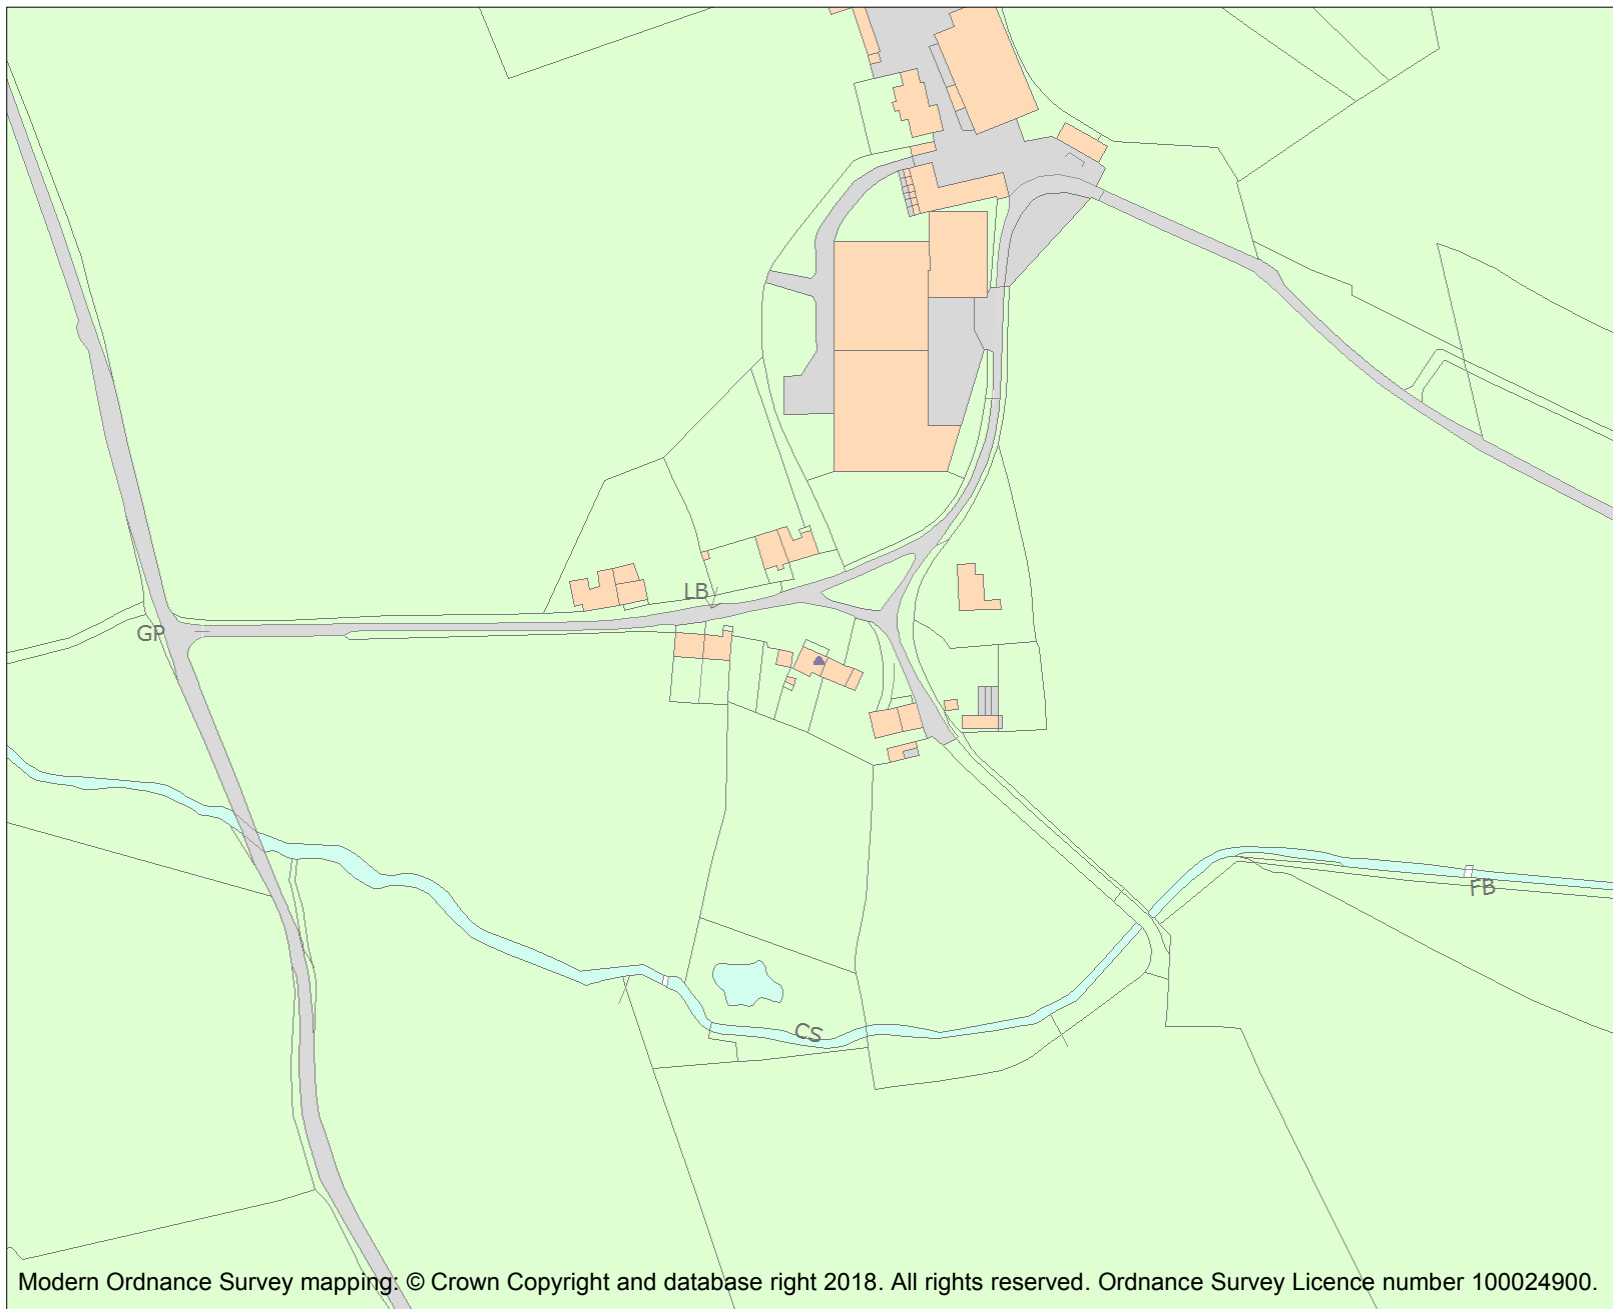 LB
GP
FB
CS
Modern Ordnance Survey mapping: © Crown Copyright and database right 2018. All rights reserved. Ordnance Survey Licence number 100024900.